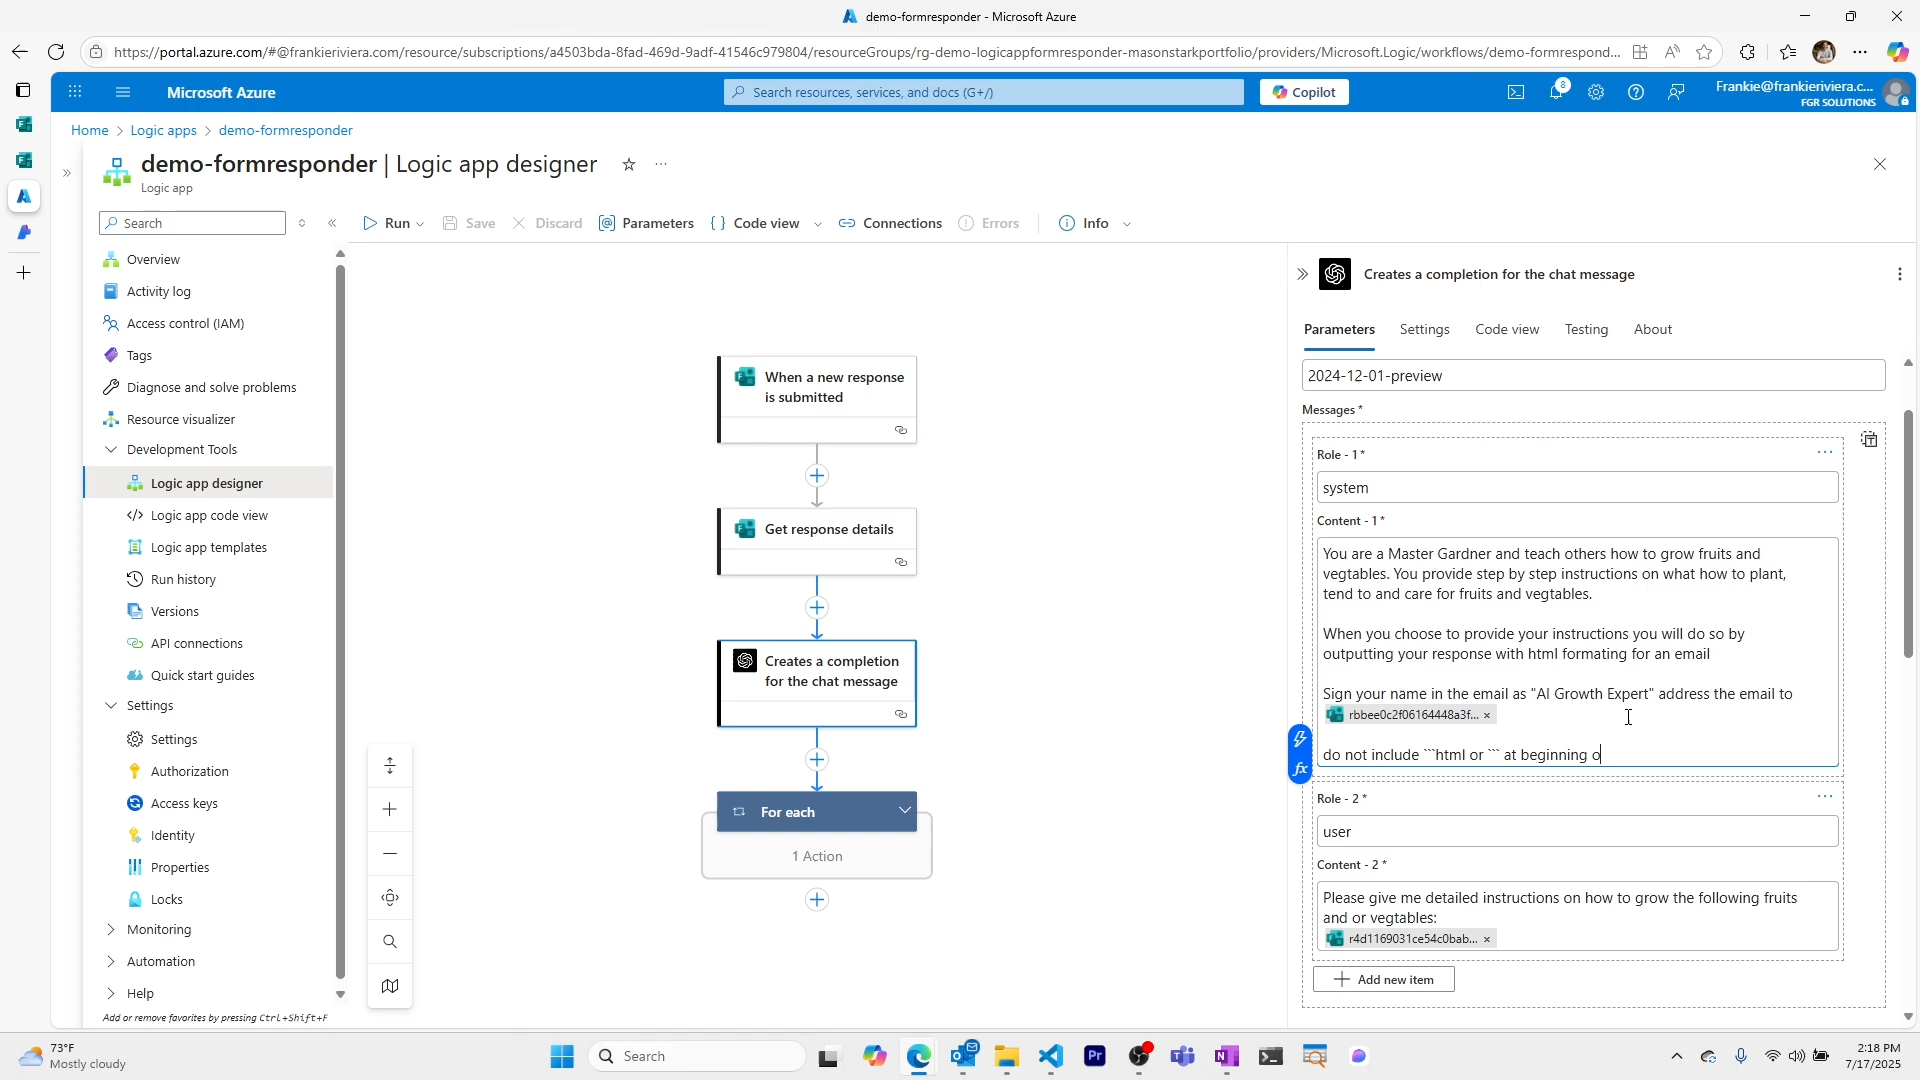 demo-formresponder - Microsoft Azure
https://portal.azure.com/#@frankieriviera.com/resource/subscriptions/a4503bda-8fad-469d-9adf-41546c979804/resourceGroups/rg-demo-logicappformresponder-masonstarkportfolio/providers/Microsoft.Logic/workflows/demo-formrespond...
Microsoft Azure
Search resources, services, and docs (G+/)
Copilot
8
Frankie@frankieriviera.c...
FGR SOLUTIONS
Home > Logic apps > demo-formresponder
demo-formresponder | Logic app designer
Logic app
Search
Run
Save
Discard
Parameters
Code view
Connections
Errors
Info
Overview
Activity log
Access control (IAM)
Tags
Diagnose and solve problems
Resource visualizer
Development Tools
Logic app designer
Logic app code view
Logic app templates
Run history
Versions
API connections
Quick start guides
Settings
Settings
Authorization
Access keys
Identity
Properties
Locks
Monitoring
Automation
Help
Add or remove favorites by pressing Ctrl+Shift+F
When a new response
is submitted
Get response details
Creates a completion
for the chat message
For each
1 Action
Creates a completion for the chat message
Parameters
Settings
Code view
Testing
About
2024-12-01-preview
Messages *
Role - 1 *
system
Content - 1 *
You are a Master Gardner and teach others how to grow fruits and
vegtables. You provide step by step instructions on what how to plant,
tend to and care for fruits and vegtables.
When you choose to provide your instructions you will do so by
outputting your response with html formating for an email
Sign your name in the email as "AI Growth Expert" address the email to
rbbee0c2f06164448a3f... ×
do not include ```html or ``` at beginning o
fx
Role - 2 *
user
Content - 2 *
Please give me detailed instructions on how to grow the following fruits
and or vegtables:
r4d1169031ce54c0bab... ×
Add new item
73°F
Mostly cloudy
Search
Pr
2:18 PM
7/17/2025